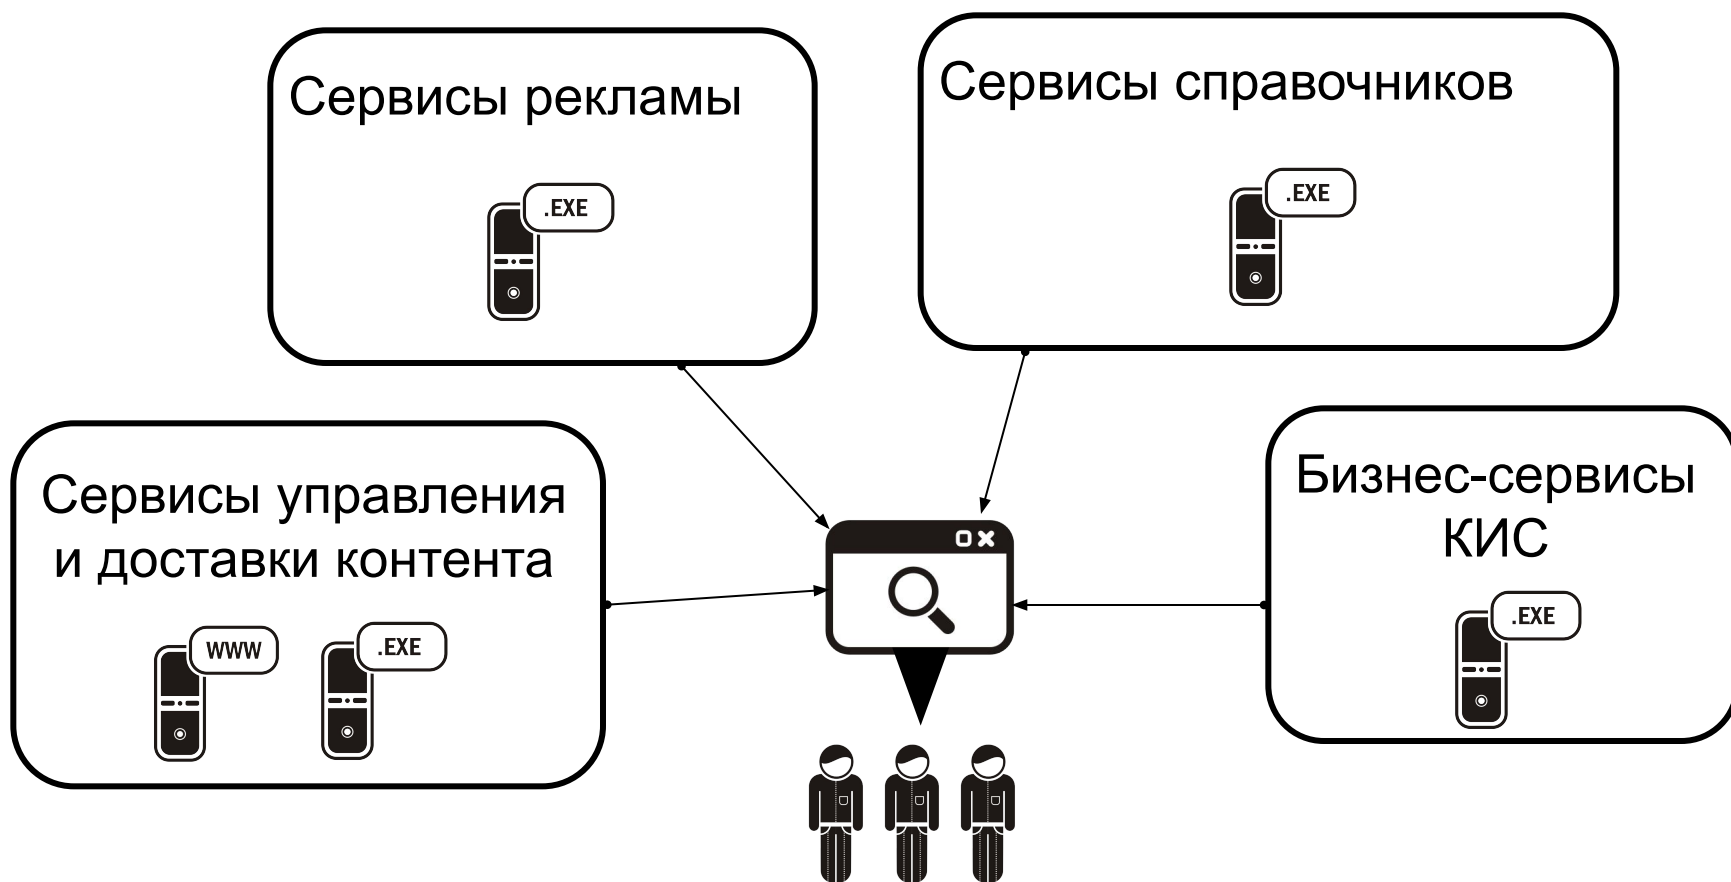 Сервисы рекламы
.EXE
Сервисы справочников
.EXE
Сервисы управления
и доставки контента
WWW
.EXE
Бизнес-сервисы
КИС
.EXE